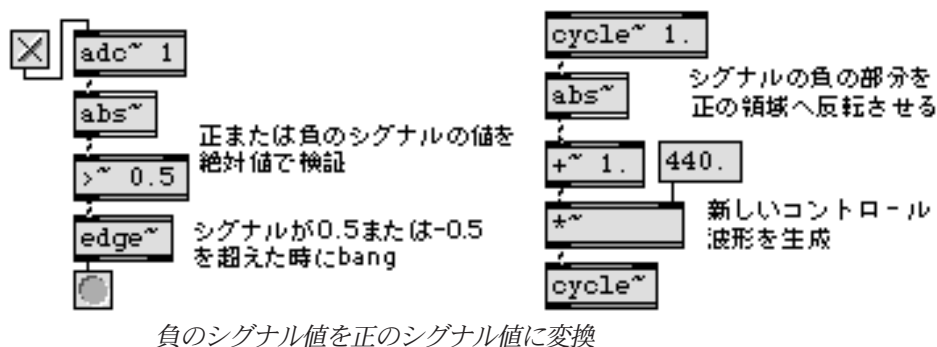 adc~ 1
abs~
正または負のシグナルの値を
絶対値で検証
>~ 0.5
edge~
シグナルが0.5または-0.5
を超えた時にbang
cycle~ 1.
abs~
シグナルの負の部分を
正の領域へ反転させる
+~ 1.
440.
*~
新しいコントロール
波形を生成
cycle~
負のシグナル値を正のシグナル値に変換